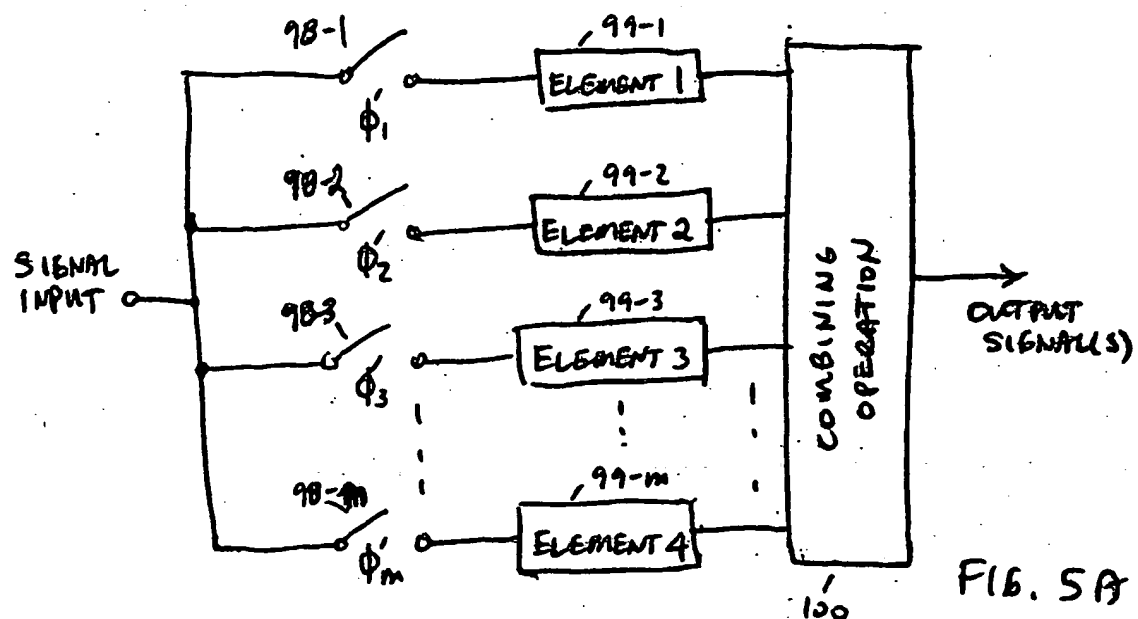 98-1
99-1
ELEMENT 1
ϕ'1
98-2
99-2
ELEMENT 2
ϕ'2
SIGNAL
INPUT
98-3
99-3
ELEMENT 3
ϕ'3
98-m
99-m
ELEMENT 4
ϕ'm
COMBINING
OPERATION
OUTPUT
SIGNAL(S)
100
FIG. 5A